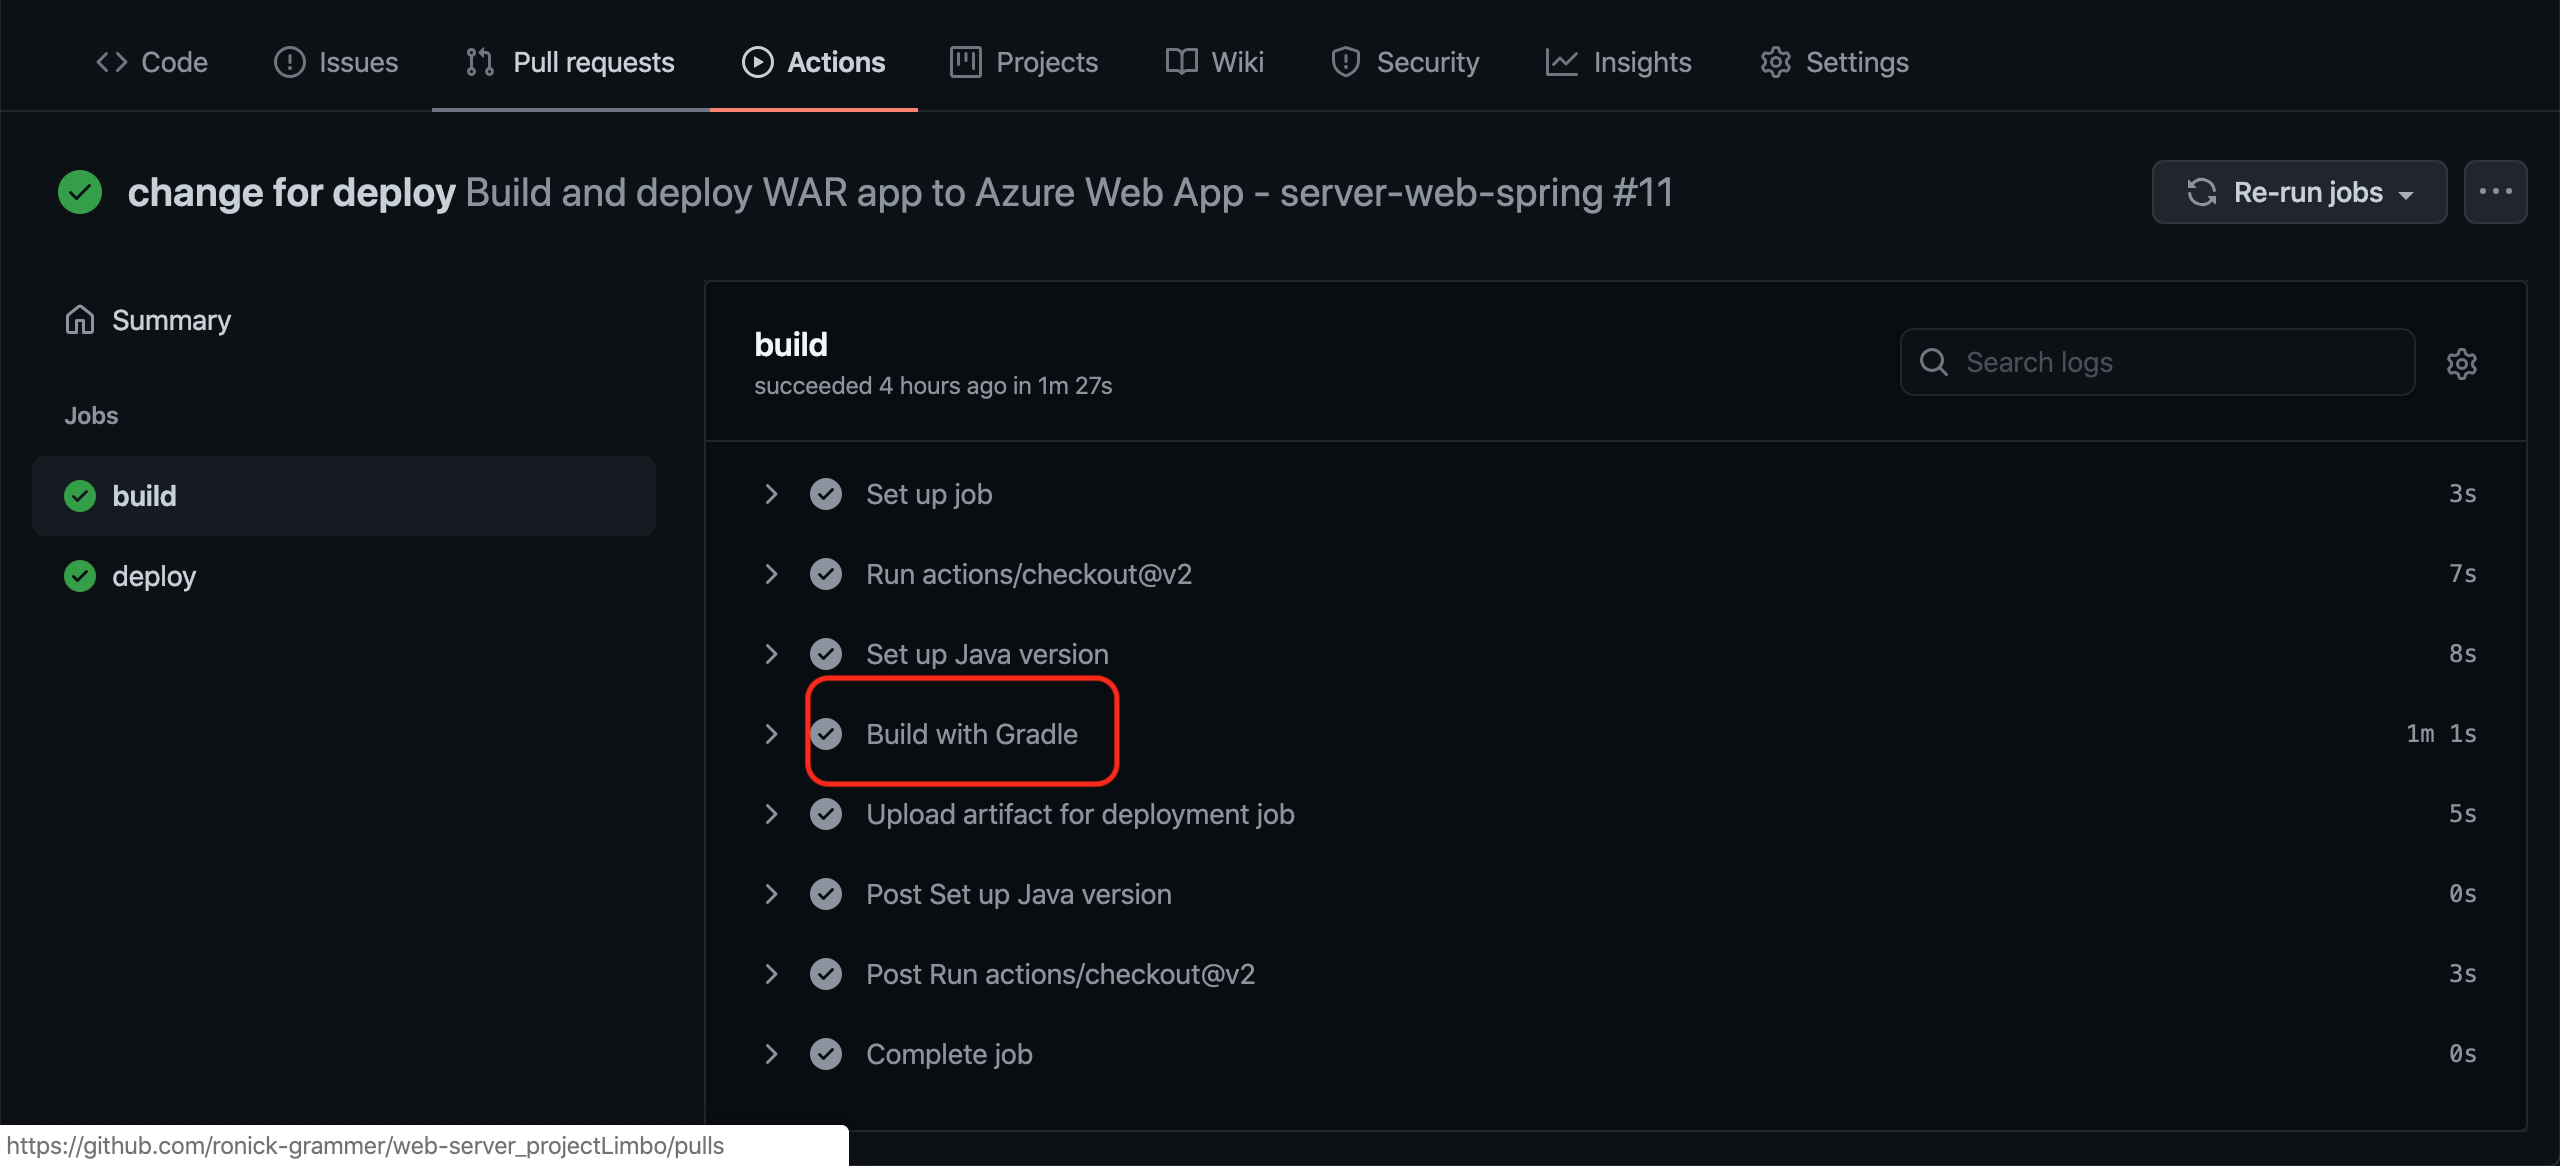 Code Issues Pull requests Actions Projects Wiki Security Insights Settings
change for deploy Build and deploy WAR app to Azure Web App - server-web-spring #11 Re-run jobs
Summary
Jobs
build
deploy
build
succeeded 4 hours ago in 1m 27s
Search logs
Set up job 3s
Run actions/checkout@v2 7s
Set up Java version 8s
Build with Gradle 1m 1s
Upload artifact for deployment job 5s
Post Set up Java version 0s
Post Run actions/checkout@v2 3s
Complete job 0s
https://github.com/ronick-grammer/web-server_projectLimbo/pulls